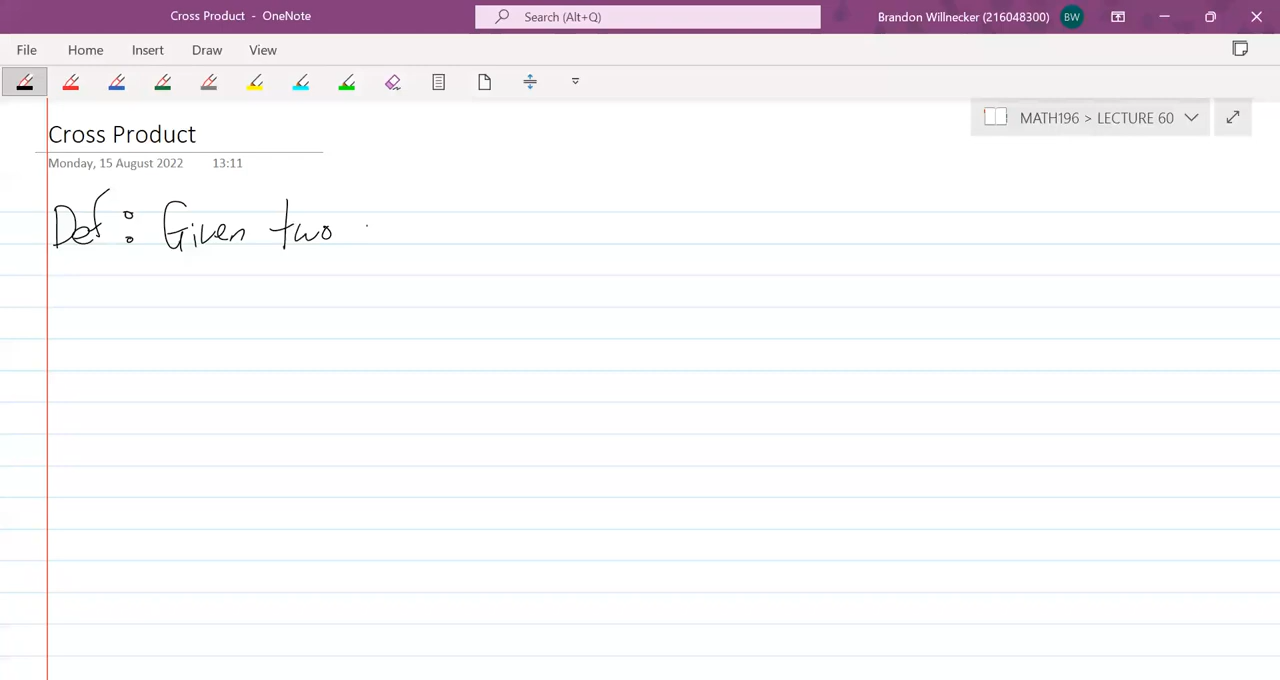 Cross Product - OneNote
Search (Alt+Q)
Brandon Willnecker (216048300)
BW
File Home Insert Draw View
MATH196 > LECTURE 60
Cross Product
Monday, 15 August 2022 13:11
Def: Given two